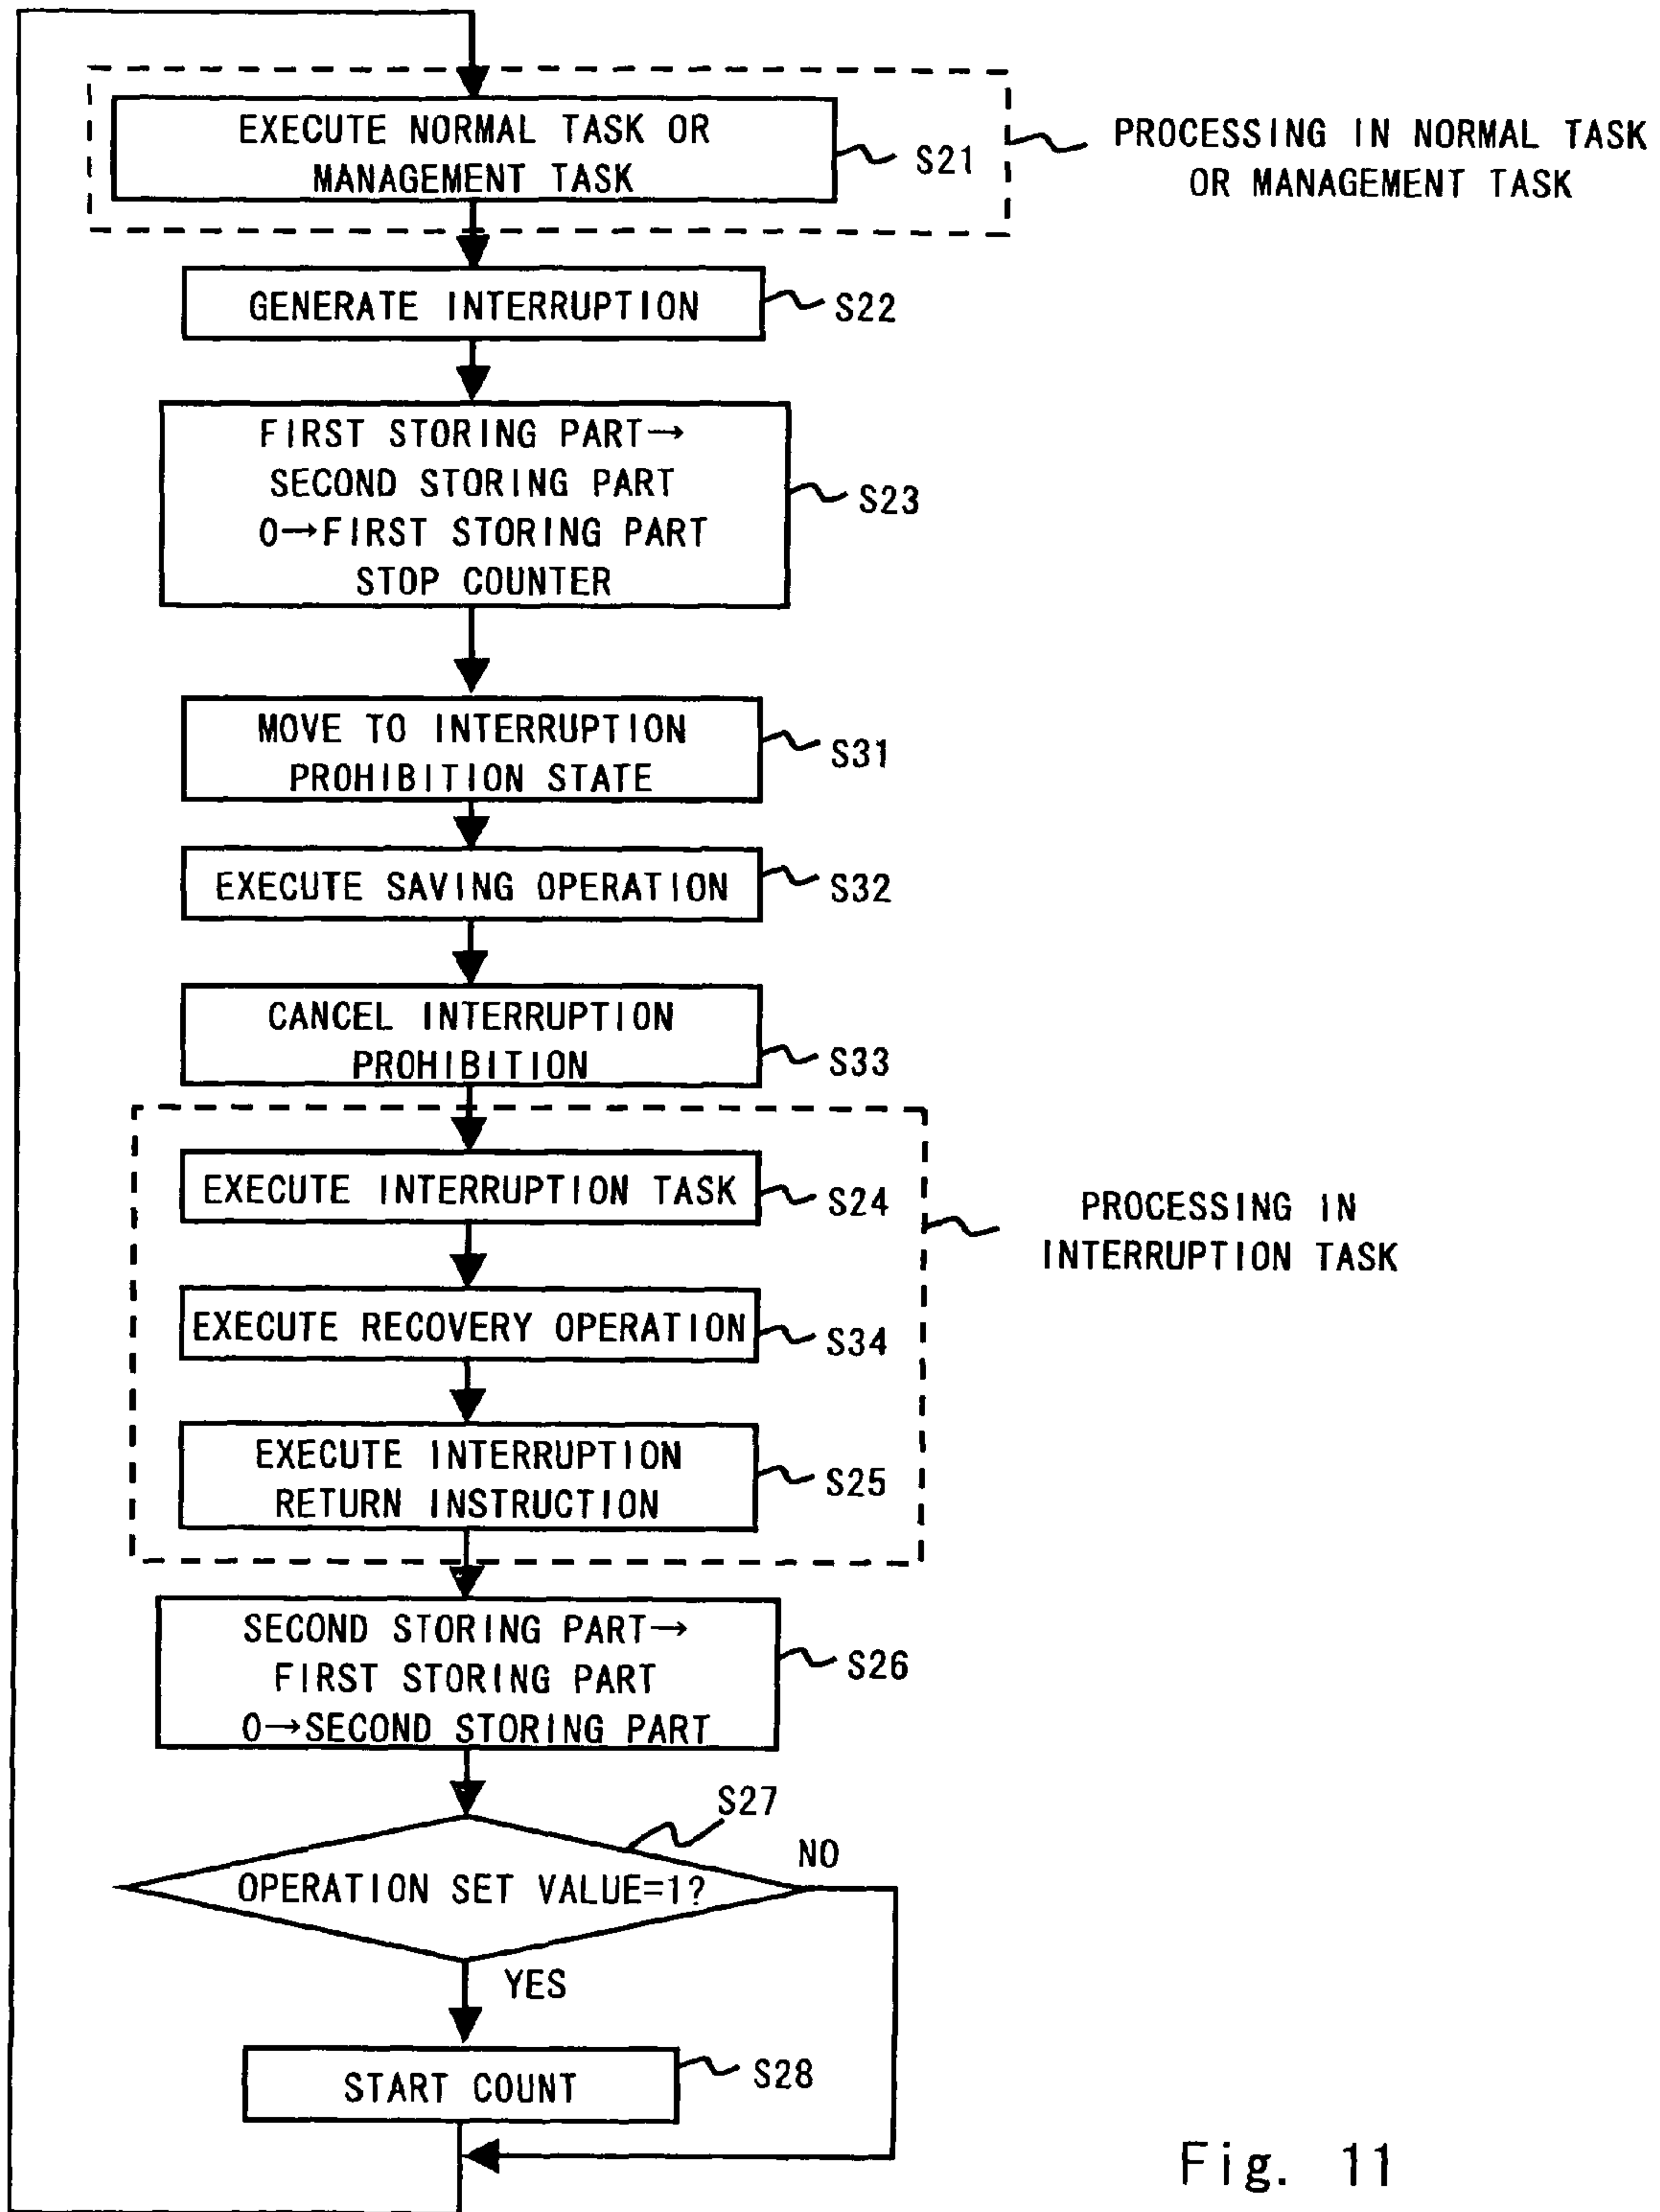 EXECUTE NORMAL TASK OR
MANAGEMENT TASK
S21
PROCESSING IN NORMAL TASK
OR MANAGEMENT TASK
GENERATE INTERRUPTION
S22
FIRST STORING PART→
SECOND STORING PART
0→FIRST STORING PART
STOP COUNTER
S23
MOVE TO INTERRUPTION
PROHIBITION STATE
S31
EXECUTE SAVING OPERATION
S32
CANCEL INTERRUPTION
PROHIBITION
S33
EXECUTE INTERRUPTION TASK
S24
PROCESSING IN
INTERRUPTION TASK
EXECUTE RECOVERY OPERATION
S34
EXECUTE INTERRUPTION
RETURN INSTRUCTION
S25
SECOND STORING PART→
FIRST STORING PART
0→SECOND STORING PART
S26
S27
OPERATION SET VALUE=1?
NO
YES
START COUNT
S28
Fig. 11